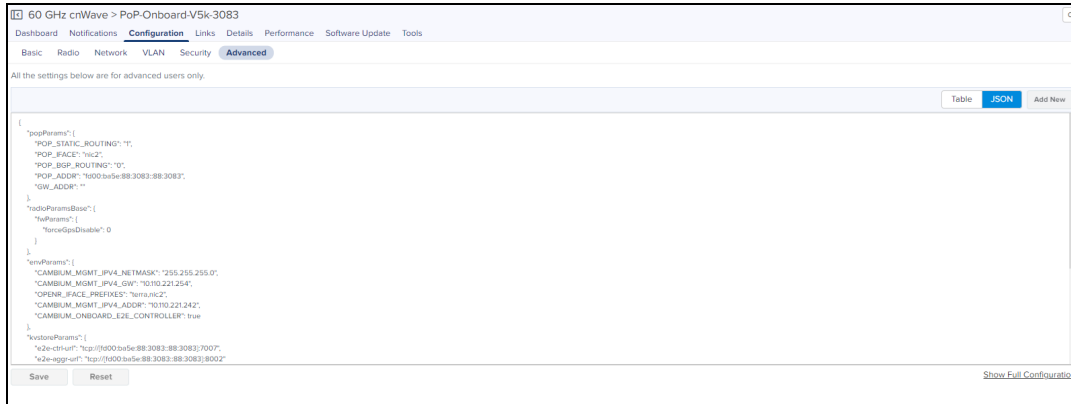 60 GHz cnWave > PoP-Onboard-V5k-3083
Dashboard Notifications Configuration Links Details Performance Software Update Tools
Basic Radio Network VLAN Security Advanced
All the settings below are for advanced users only.
Table JSON Add New
{
"popParams": {
"POP_STATIC_ROUTING": "1",
"POP_IFACE": "nic2",
"POP_BGP_ROUTING": "0",
"POP_ADDR": "fd00:ba5e:88:3083::88:3083",
"GW_ADDR": ""
},
"radioParamsBase": {
"fwParams": {
"forceGpsDisable": 0
}
},
"envParams": {
"CAMBIUM_MGMT_IPV4_NETMASK": "255.255.255.0",
"CAMBIUM_MGMT_IPV4_GW": "10.110.221.254",
"OPENR_IFACE_PREFIXES": "terra,nic2",
"CAMBIUM_MGMT_IPV4_ADDR": "10.110.221.242",
"CAMBIUM_ONBOARD_E2E_CONTROLLER": true
},
"kvstoreParams": {
"e2e-ctrl-url": "tcp://[fd00:ba5e:88:3083::88:3083]:7007",
"e2e-aggr-url": "tcp://[fd00:ba5e:88:3083::88:3083]:8002"
Save Reset Show Full Configuratio